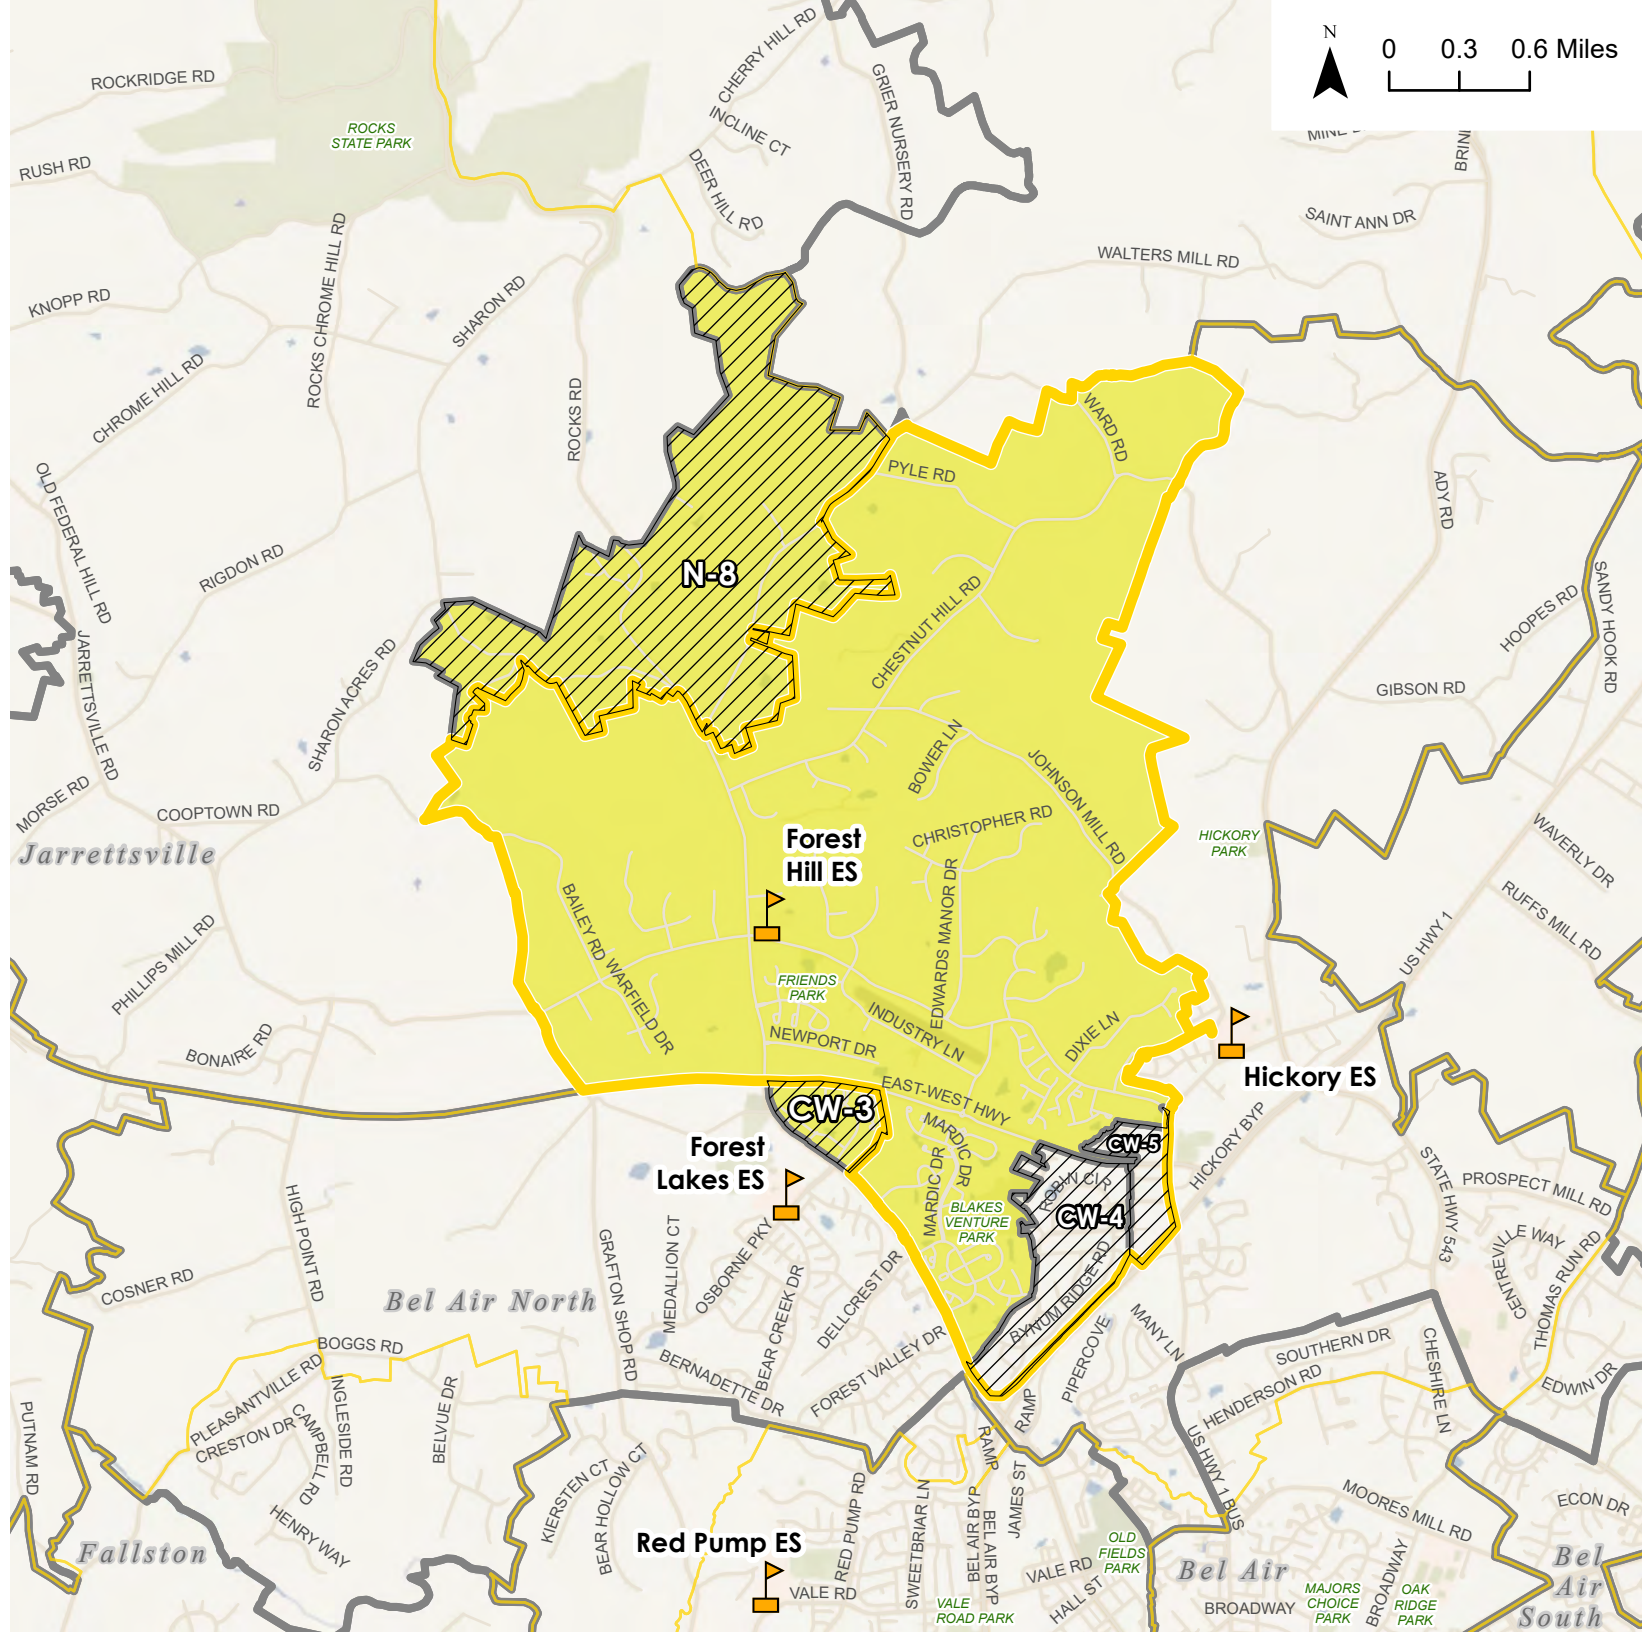 N
0 0.3 0.6 Miles
ROCKRIDGE RD
CHERRY HILL RD
GRIER NURSERY RD
INCLINE CT
ROCKS
STATE PARK
BRIN
RUSH RD
DEER HILL RD
SAINT ANN DR
WALTERS MILL RD
ROCKS CHROME HILL RD
KNOPP RD
SHARON RD
CHROME HILL RD
ROCKS RD
WARD RD
PYLE RD
ADY RD
OLD FEDERAL HILL RD
RIGDON RD
N-8
CHESTNUT HILL RD
HOOPES RD
SANDY HOOK RD
JARRETTSVILLE RD
SHARON ACRES RD
GIBSON RD
BOWER LN
JOHNSON MILL RD
MORSE RD
COOPTOWN RD
CHRISTOPHER RD
Jarrettsville
Forest
Hill ES
HICKORY
PARK
WAVERLY DR
RUFFS MILL RD
BAILEY RD
EDWARDS MANOR DR
US HWY 1
PHILLIPS MILL RD
WARFIELD DR
FRIENDS
PARK
INDUSTRY LN
DIXIE LN
NEWPORT DR
BONAIRE RD
Hickory ES
EAST-WEST HWY
CW-3
MARDIC DR
CW-5
HICKORY BYP
Forest
Lakes ES
MARDIC DR
ROBIN CIR
STATE HWY 543
PROSPECT MILL RD
BLAKES
VENTURE
PARK
CW-4
HIGH POINT RD
GRAFTON SHOP RD
MEDALLION CT
OSBORNE PKY
CENTREVILLE WAY
THOMAS RUN RD
COSNER RD
Bel Air North
BEAR CREEK DR
DELLCREST DR
BYNUM RIDGE RD
MANY LN
PIPERCOVE
BOGGS RD
FOREST VALLEY DR
SOUTHERN DR
CHESHIRE LN
BERNADETTE DR
PLEASANTVILLE RD
INGLESIDE RD
HENDERSON RD
EDWIN DR
PUTNAM RD
CRESTON DR
CAMPBELL RD
BELVUE DR
RAMP
RAMP
US HWY 1 BUS
KIERSTEN CT
BEAR HOLLOW CT
RED PUMP RD
SWEETBRIAR LN
BEL AIR BYP
BEL AIR BYP
JAMES ST
MOORES MILL RD
ECON DR
HENRY WAY
Fallston
Red Pump ES
OLD
FIELDS
PARK
VALE RD
VALE RD
HALL ST
Bel Air
Bel
Air
South
VALE
ROAD PARK
BROADWAY
MAJORS
CHOICE
PARK
BROADWAY
OAK
RIDGE
PARK